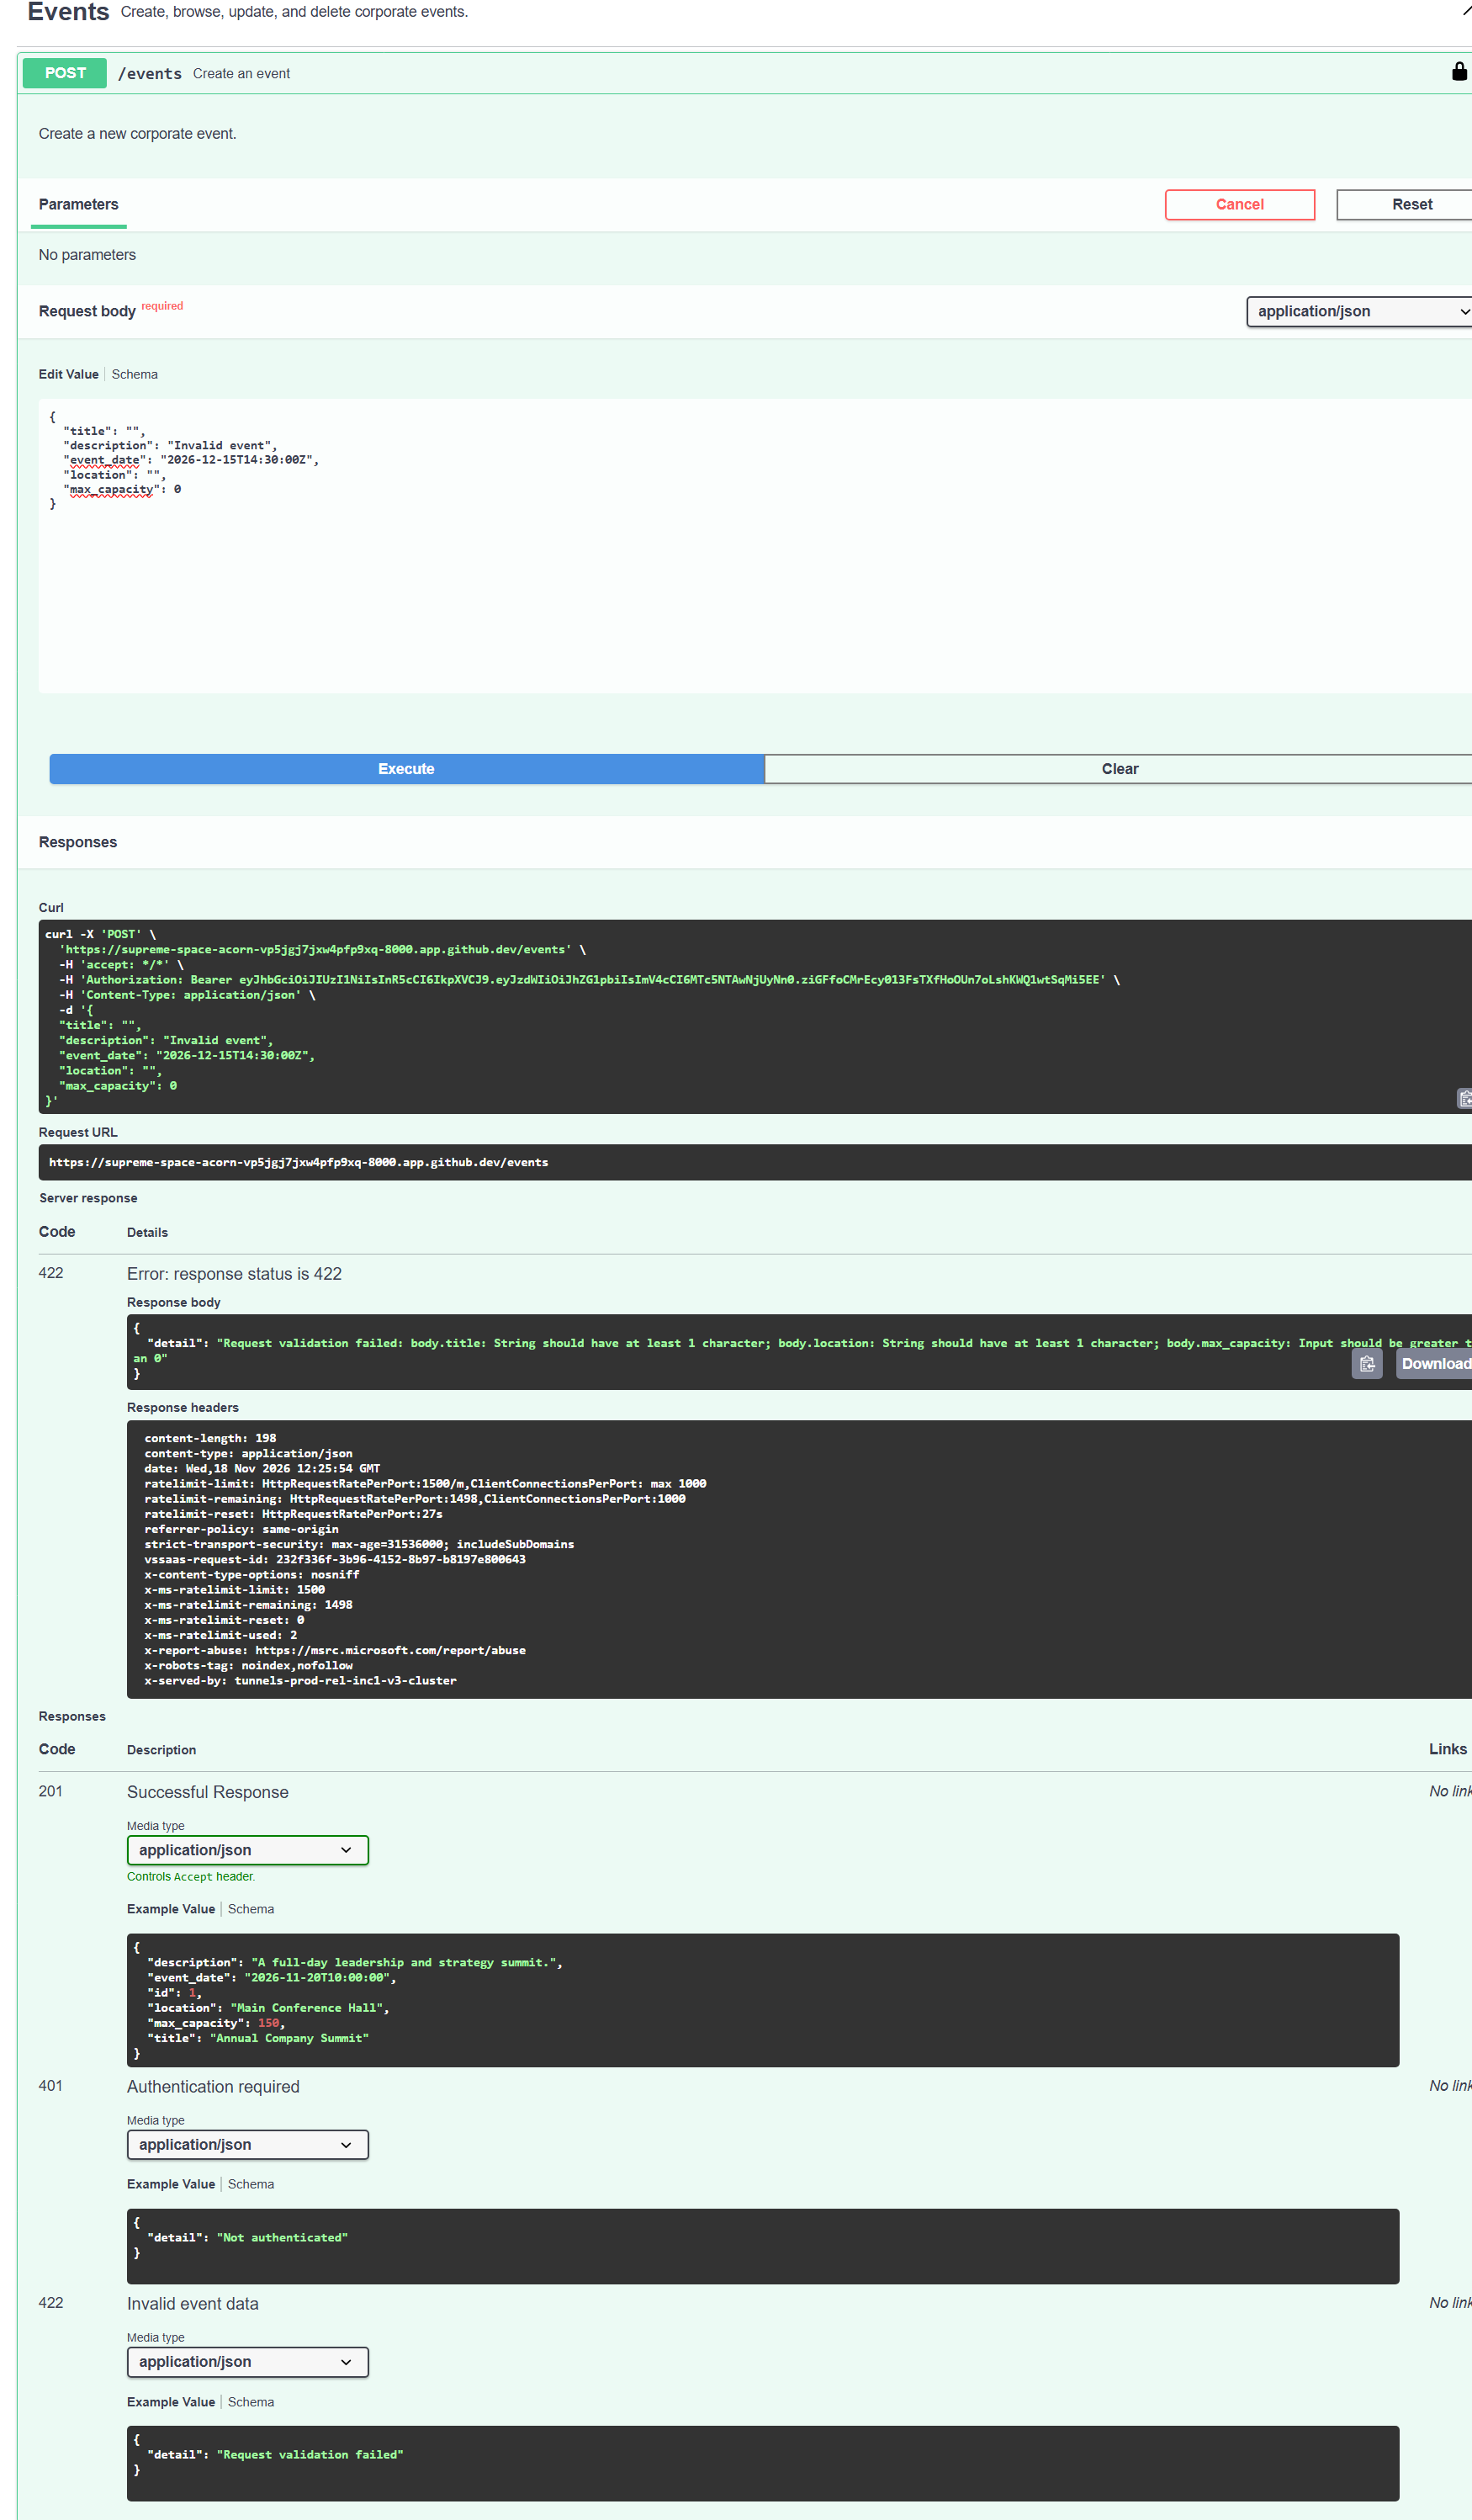 Events Create, browse, update, and delete corporate events.
POST /events Create an event
Create a new corporate event.
Parameters Cancel Reset
No parameters
Request body required application/json
Edit Value Schema
{
"title": "",
"description": "Invalid event",
"event_date": "2026-12-15T14:30:00Z",
"location": "",
"max_capacity": 0
}
Execute Clear
Responses
Curl
curl -X 'POST' \
'https://supreme-space-acorn-vp5jgj7jxw4pfp9xq-8000.app.github.dev/events' \
-H 'accept: */*' \
-H 'Authorization: Bearer eyJhbGciOiJIUzI1NiIsInR5cCI6IkpXVCJ9.eyJzdWIiOiJhZG1pbiIsImV4cCI6MTc5NTAwNjUyNn0.ziGFfoCMrEcy013FsTXfHoOUn7oLshKWQ1wtSqMi5EE' \
-H 'Content-Type: application/json' \
-d '{
"title": "",
"description": "Invalid event",
"event_date": "2026-12-15T14:30:00Z",
"location": "",
"max_capacity": 0
}'
Request URL
https://supreme-space-acorn-vp5jgj7jxw4pfp9xq-8000.app.github.dev/events
Server response
Code Details
422 Error: response status is 422
Response body
{
"detail": "Request validation failed: body.title: String should have at least 1 character; body.location: String should have at least 1 character; body.max_capacity: Input should be greater t
an 0"
}
Download
Response headers
content-length: 198
content-type: application/json
date: Wed,18 Nov 2026 12:25:54 GMT
ratelimit-limit: HttpRequestRatePerPort:1500/m,ClientConnectionsPerPort: max 1000
ratelimit-remaining: HttpRequestRatePerPort:1498,ClientConnectionsPerPort:1000
ratelimit-reset: HttpRequestRatePerPort:27s
referrer-policy: same-origin
strict-transport-security: max-age=31536000; includeSubDomains
vssaas-request-id: 232f336f-3b96-4152-8b97-b8197e800643
x-content-type-options: nosniff
x-ms-ratelimit-limit: 1500
x-ms-ratelimit-remaining: 1498
x-ms-ratelimit-reset: 0
x-ms-ratelimit-used: 2
x-report-abuse: https://msrc.microsoft.com/report/abuse
x-robots-tag: noindex,nofollow
x-served-by: tunnels-prod-rel-inc1-v3-cluster
Responses
Code Description Links
201 Successful Response No link
Media type
application/json
Controls Accept header.
Example Value Schema
{
"description": "A full-day leadership and strategy summit.",
"event_date": "2026-11-20T10:00:00",
"id": 1,
"location": "Main Conference Hall",
"max_capacity": 150,
"title": "Annual Company Summit"
}
401 Authentication required No link
Media type
application/json
Example Value Schema
{
"detail": "Not authenticated"
}
422 Invalid event data No link
Media type
application/json
Example Value Schema
{
"detail": "Request validation failed"
}